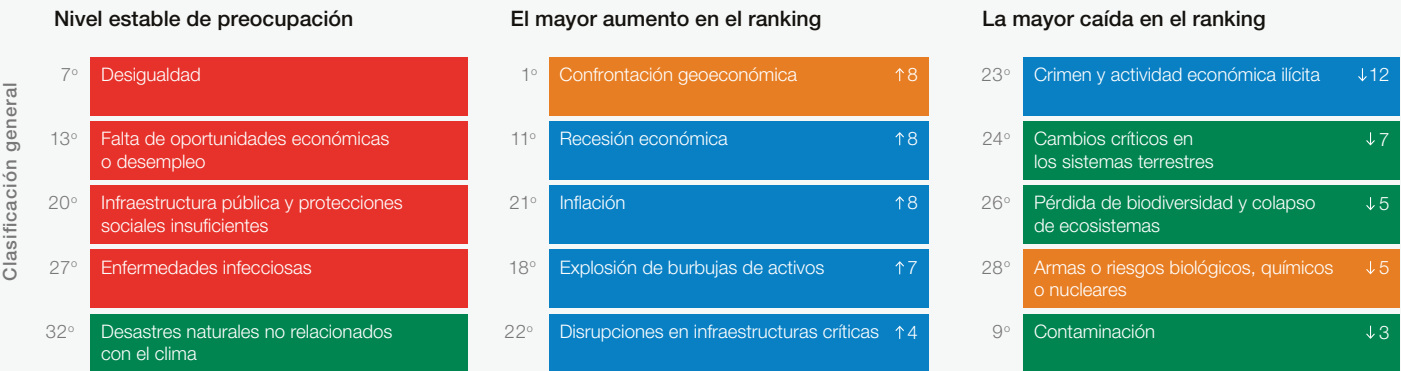 Nivel estable de preocupación
Clasificación general
7º Desigualdad
13º Falta de oportunidades económicas
o desempleo
20º Infraestructura pública y protecciones
sociales insuficientes
27º Enfermedades infecciosas
32º Desastres naturales no relacionados
con el clima
El mayor aumento en el ranking
1º Confrontación geoeconómica ↑8
11º Recesión económica ↑8
21º Inflación ↑8
18º Explosión de burbujas de activos ↑7
22º Disrupciones en infraestructuras críticas ↑4
La mayor caída en el ranking
23º Crimen y actividad económica ilícita ↓12
24º Cambios críticos en ↓7
los sistemas terrestres
26º Pérdida de biodiversidad y colapso ↓5
de ecosistemas
28º Armas o riesgos biológicos, químicos ↓5
o nucleares
9º Contaminación ↓3